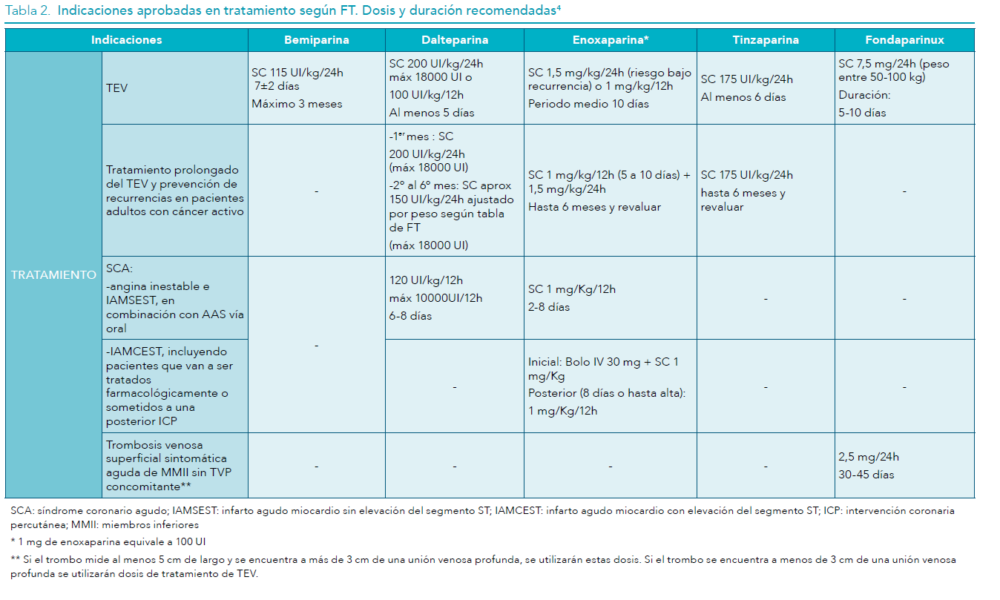 Tabla 2. Indicaciones aprobadas en tratamiento según FT. Dosis y duración recomendadas⁴
Indicaciones
Bemiparina
Dalteparina
Enoxaparina*
Tinzaparina
Fondaparinux
TRATAMIENTO
TEV
SC 115 UI/kg/24h
7±2 días
Máximo 3 meses
SC 200 UI/kg/24h
máx 18000 UI o
100 UI/kg/12h
Al menos 5 días
SC 1,5 mg/kg/24h (riesgo bajo
recurrencia) o 1 mg/kg/12h
Periodo medio 10 días
SC 175 UI/kg/24h
Al menos 6 días
SC 7,5 mg/24h (peso
entre 50-100 kg)
Duración:
5-10 días
Tratamiento prolongado
del TEV y prevención de
recurrencias en pacientes
adultos con cáncer activo
-
-1er mes : SC
200 UI/kg/24h
(máx 18000 UI)
-2º al 6º mes: SC aprox
150 UI/kg/24h ajustado
por peso según tabla
de FT
(máx 18000 UI)
SC 1 mg/kg/12h (5 a 10 días) +
1,5 mg/kg/24h
Hasta 6 meses y revaluar
SC 175 UI/kg/24h
hasta 6 meses y
revaluar
-
SCA:
-angina inestable e
IAMSEST, en
combinación con AAS vía
oral
-
120 UI/kg/12h
máx 10000UI/12h
6-8 días
SC 1 mg/Kg/12h
2-8 días
-
-
-IAMCEST, incluyendo
pacientes que van a ser
tratados
farmacológicamente o
sometidos a una
posterior ICP
-
Inicial: Bolo IV 30 mg + SC 1
mg/Kg
Posterior (8 días o hasta alta):
1 mg/Kg/12h
-
-
Trombosis venosa
superficial sintomática
aguda de MMII sin TVP
concomitante**
-
-
-
-
2,5 mg/24h
30-45 días
SCA: síndrome coronario agudo; IAMSEST: infarto agudo miocardio sin elevación del segmento ST; IAMCEST: infarto agudo miocardio con elevación del segmento ST; ICP: intervención coronaria
percutánea; MMII: miembros inferiores
* 1 mg de enoxaparina equivale a 100 UI
** Si el trombo mide al menos 5 cm de largo y se encuentra a más de 3 cm de una unión venosa profunda, se utilizarán estas dosis. Si el trombo se encuentra a menos de 3 cm de una unión venosa
profunda se utilizarán dosis de tratamiento de TEV.